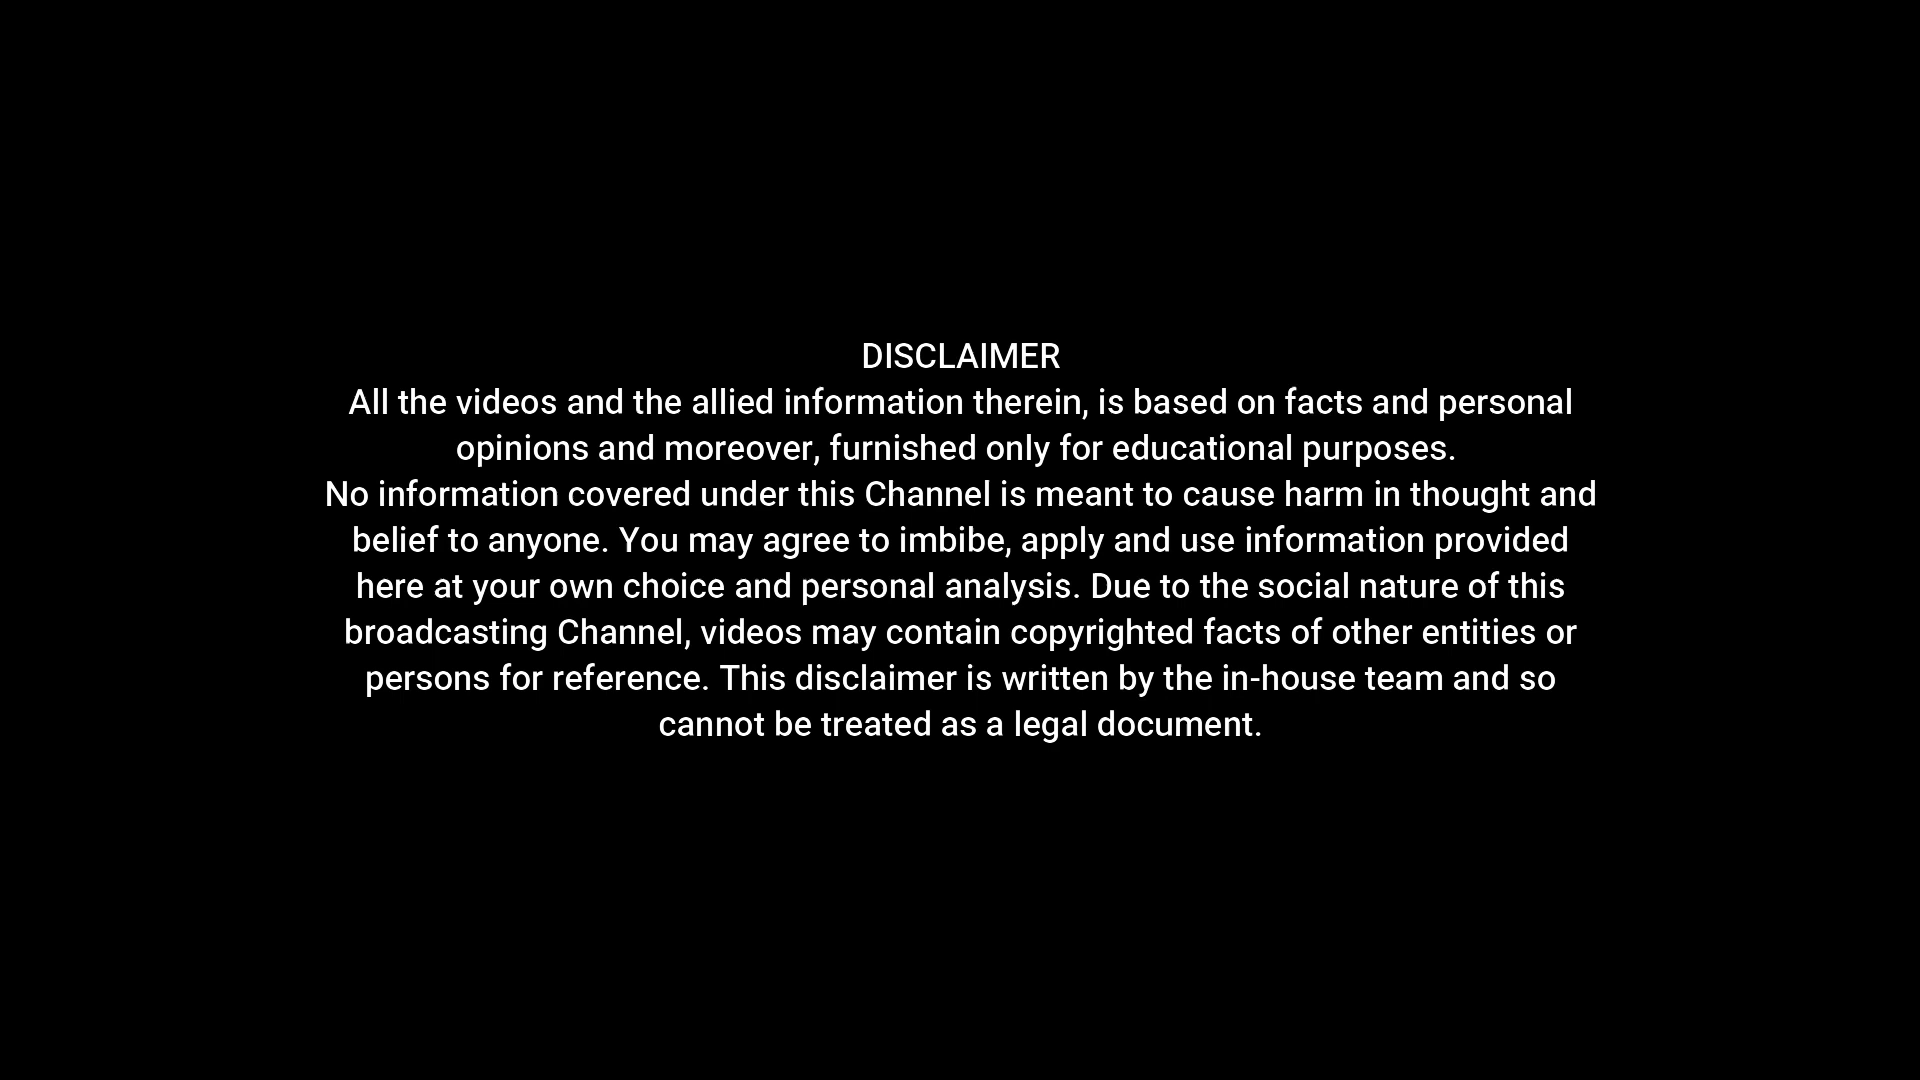 DISCLAIMER
All the videos and the allied information therein, is based on facts and personal
opinions and moreover, furnished only for educational purposes.
No information covered under this Channel is meant to cause harm in thought and
belief to anyone. You may agree to imbibe, apply and use information provided
here at your own choice and personal analysis. Due to the social nature of this
broadcasting Channel, videos may contain copyrighted facts of other entities or
persons for reference. This disclaimer is written by the in-house team and so
cannot be treated as a legal document.